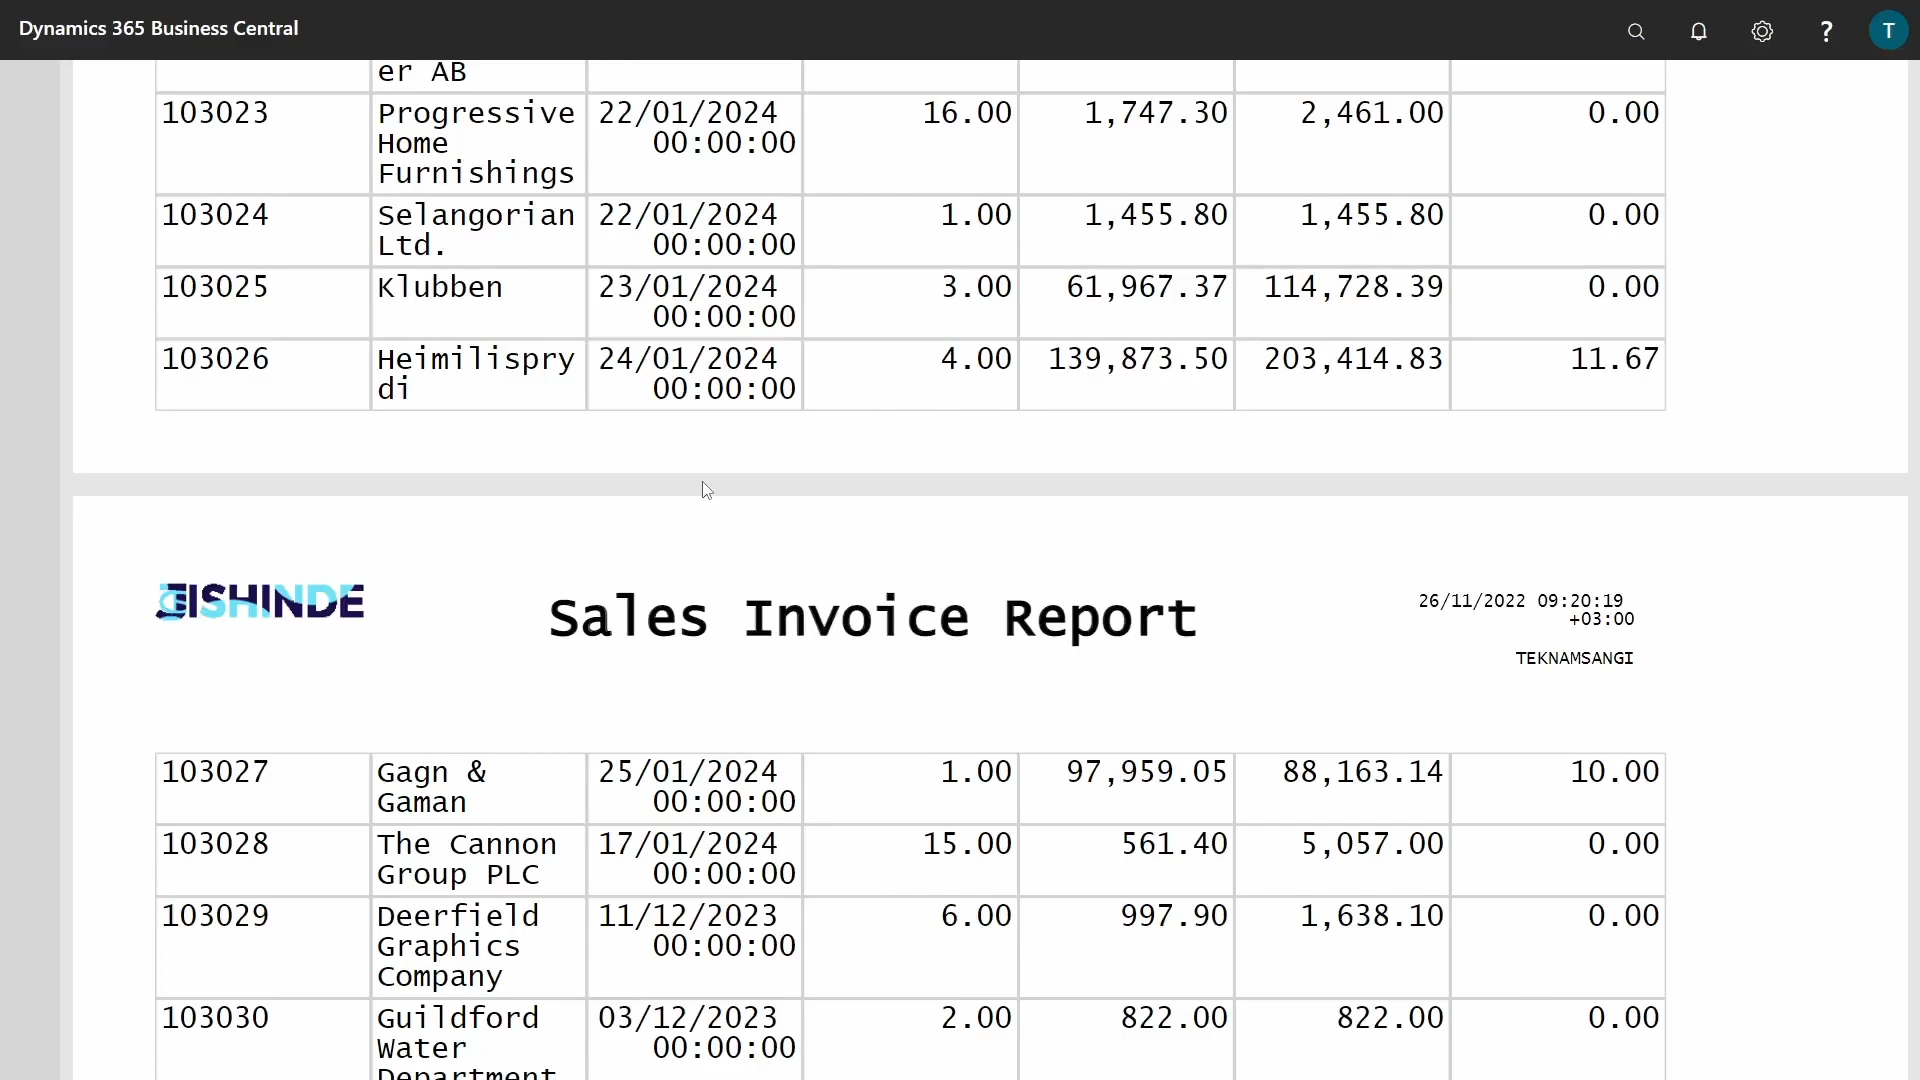 Dynamics 365 Business Central
?
T
er AB
103023 Progressive 22/01/2024 16.00 1,747.30 2,461.00 0.00
Home 00:00:00
Furnishings
103024 Selangorian 22/01/2024 1.00 1,455.80 1,455.80 0.00
Ltd. 00:00:00
103025 Klubben 23/01/2024 3.00 61,967.37 114,728.39 0.00
00:00:00
103026 Heimilispry 24/01/2024 4.00 139,873.50 203,414.83 11.67
di 00:00:00
JISHINDE
Sales Invoice Report
26/11/2022 09:20:19
+03:00
TEKNAMSANGI
103027 Gagn & 25/01/2024 1.00 97,959.05 88,163.14 10.00
Gaman 00:00:00
103028 The Cannon 17/01/2024 15.00 561.40 5,057.00 0.00
Group PLC 00:00:00
103029 Deerfield 11/12/2023 6.00 997.90 1,638.10 0.00
Graphics 00:00:00
Company
103030 Guildford 03/12/2023 2.00 822.00 822.00 0.00
Water 00:00:00
Department